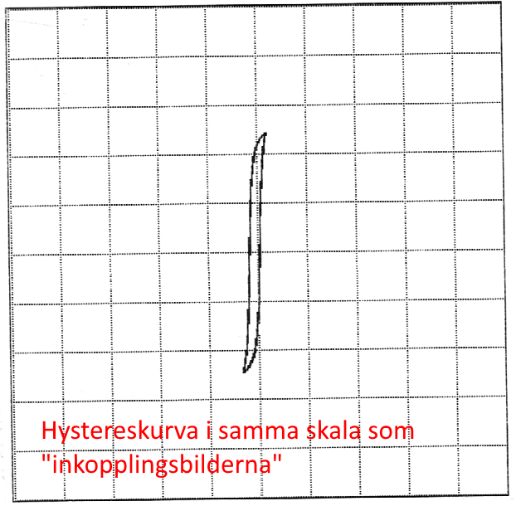 Hystereskurva i samma skala som
"inkopplingsbilderna"